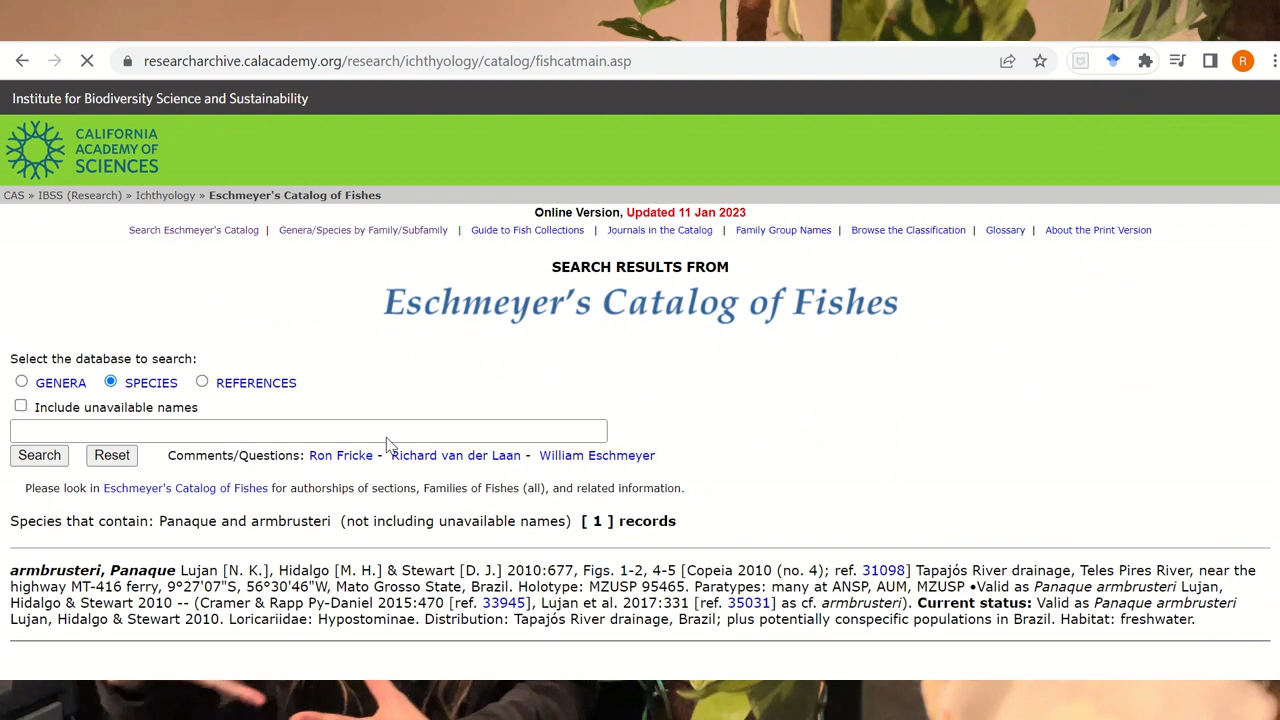 researcharchive.calacademy.org/research/ichthyology/catalog/fishcatmain.asp
R
Institute for Biodiversity Science and Sustainability
CALIFORNIA
ACADEMY OF
SCIENCES
CAS » IBSS (Research) » Ichthyology » Eschmeyer's Catalog of Fishes
Online Version, Updated 11 Jan 2023
Search Eschmeyer's Catalog | Genera/Species by Family/Subfamily | Guide to Fish Collections | Journals in the Catalog | Family Group Names | Browse the Classification | Glossary | About the Print Version
SEARCH RESULTS FROM
Eschmeyer's Catalog of Fishes
Select the database to search:
GENERA SPECIES REFERENCES
Include unavailable names
Search Reset Comments/Questions: Ron Fricke - Richard van der Laan - William Eschmeyer
Please look in Eschmeyer's Catalog of Fishes for authorships of sections, Families of Fishes (all), and related information.
Species that contain: Panaque and armbrusteri (not including unavailable names) [ 1 ] records
armbrusteri, Panaque Lujan [N. K.], Hidalgo [M. H.] & Stewart [D. J.] 2010:677, Figs. 1-2, 4-5 [Copeia 2010 (no. 4); ref. 31098] Tapajós River drainage, Teles Pires River, near the
highway MT-416 ferry, 9°27'07"S, 56°30'46"W, Mato Grosso State, Brazil. Holotype: MZUSP 95465. Paratypes: many at ANSP, AUM, MZUSP •Valid as Panaque armbrusteri Lujan,
Hidalgo & Stewart 2010 -- (Cramer & Rapp Py-Daniel 2015:470 [ref. 33945], Lujan et al. 2017:331 [ref. 35031] as cf. armbrusteri). Current status: Valid as Panaque armbrusteri
Lujan, Hidalgo & Stewart 2010. Loricariidae: Hypostominae. Distribution: Tapajós River drainage, Brazil; plus potentially conspecific populations in Brazil. Habitat: freshwater.